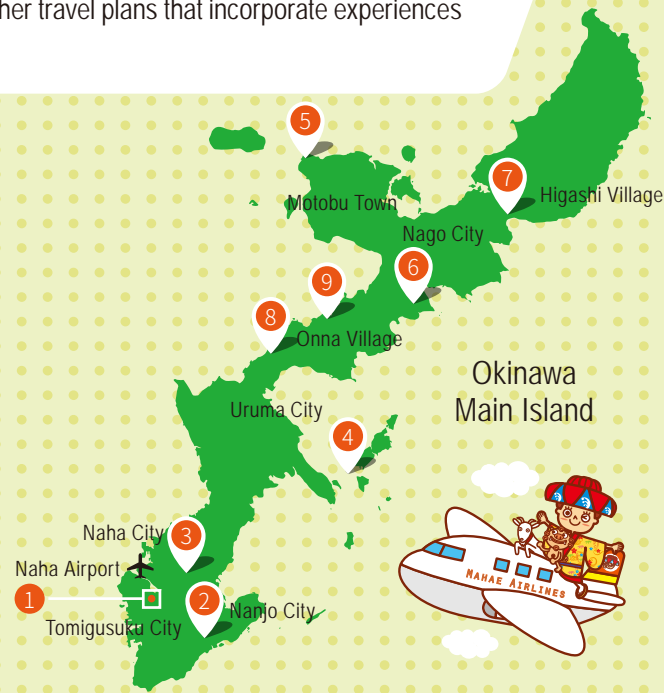 her travel plans that incorporate experiences
5
7
Motobu Town
Higashi Village
Nago City
6
9
8
Onna Village
Okinawa
Main Island
Uruma City
4
Naha City
3
Naha Airport
MAHAE AIRLINES
1
2
Nanjo City
Tomigusuku City